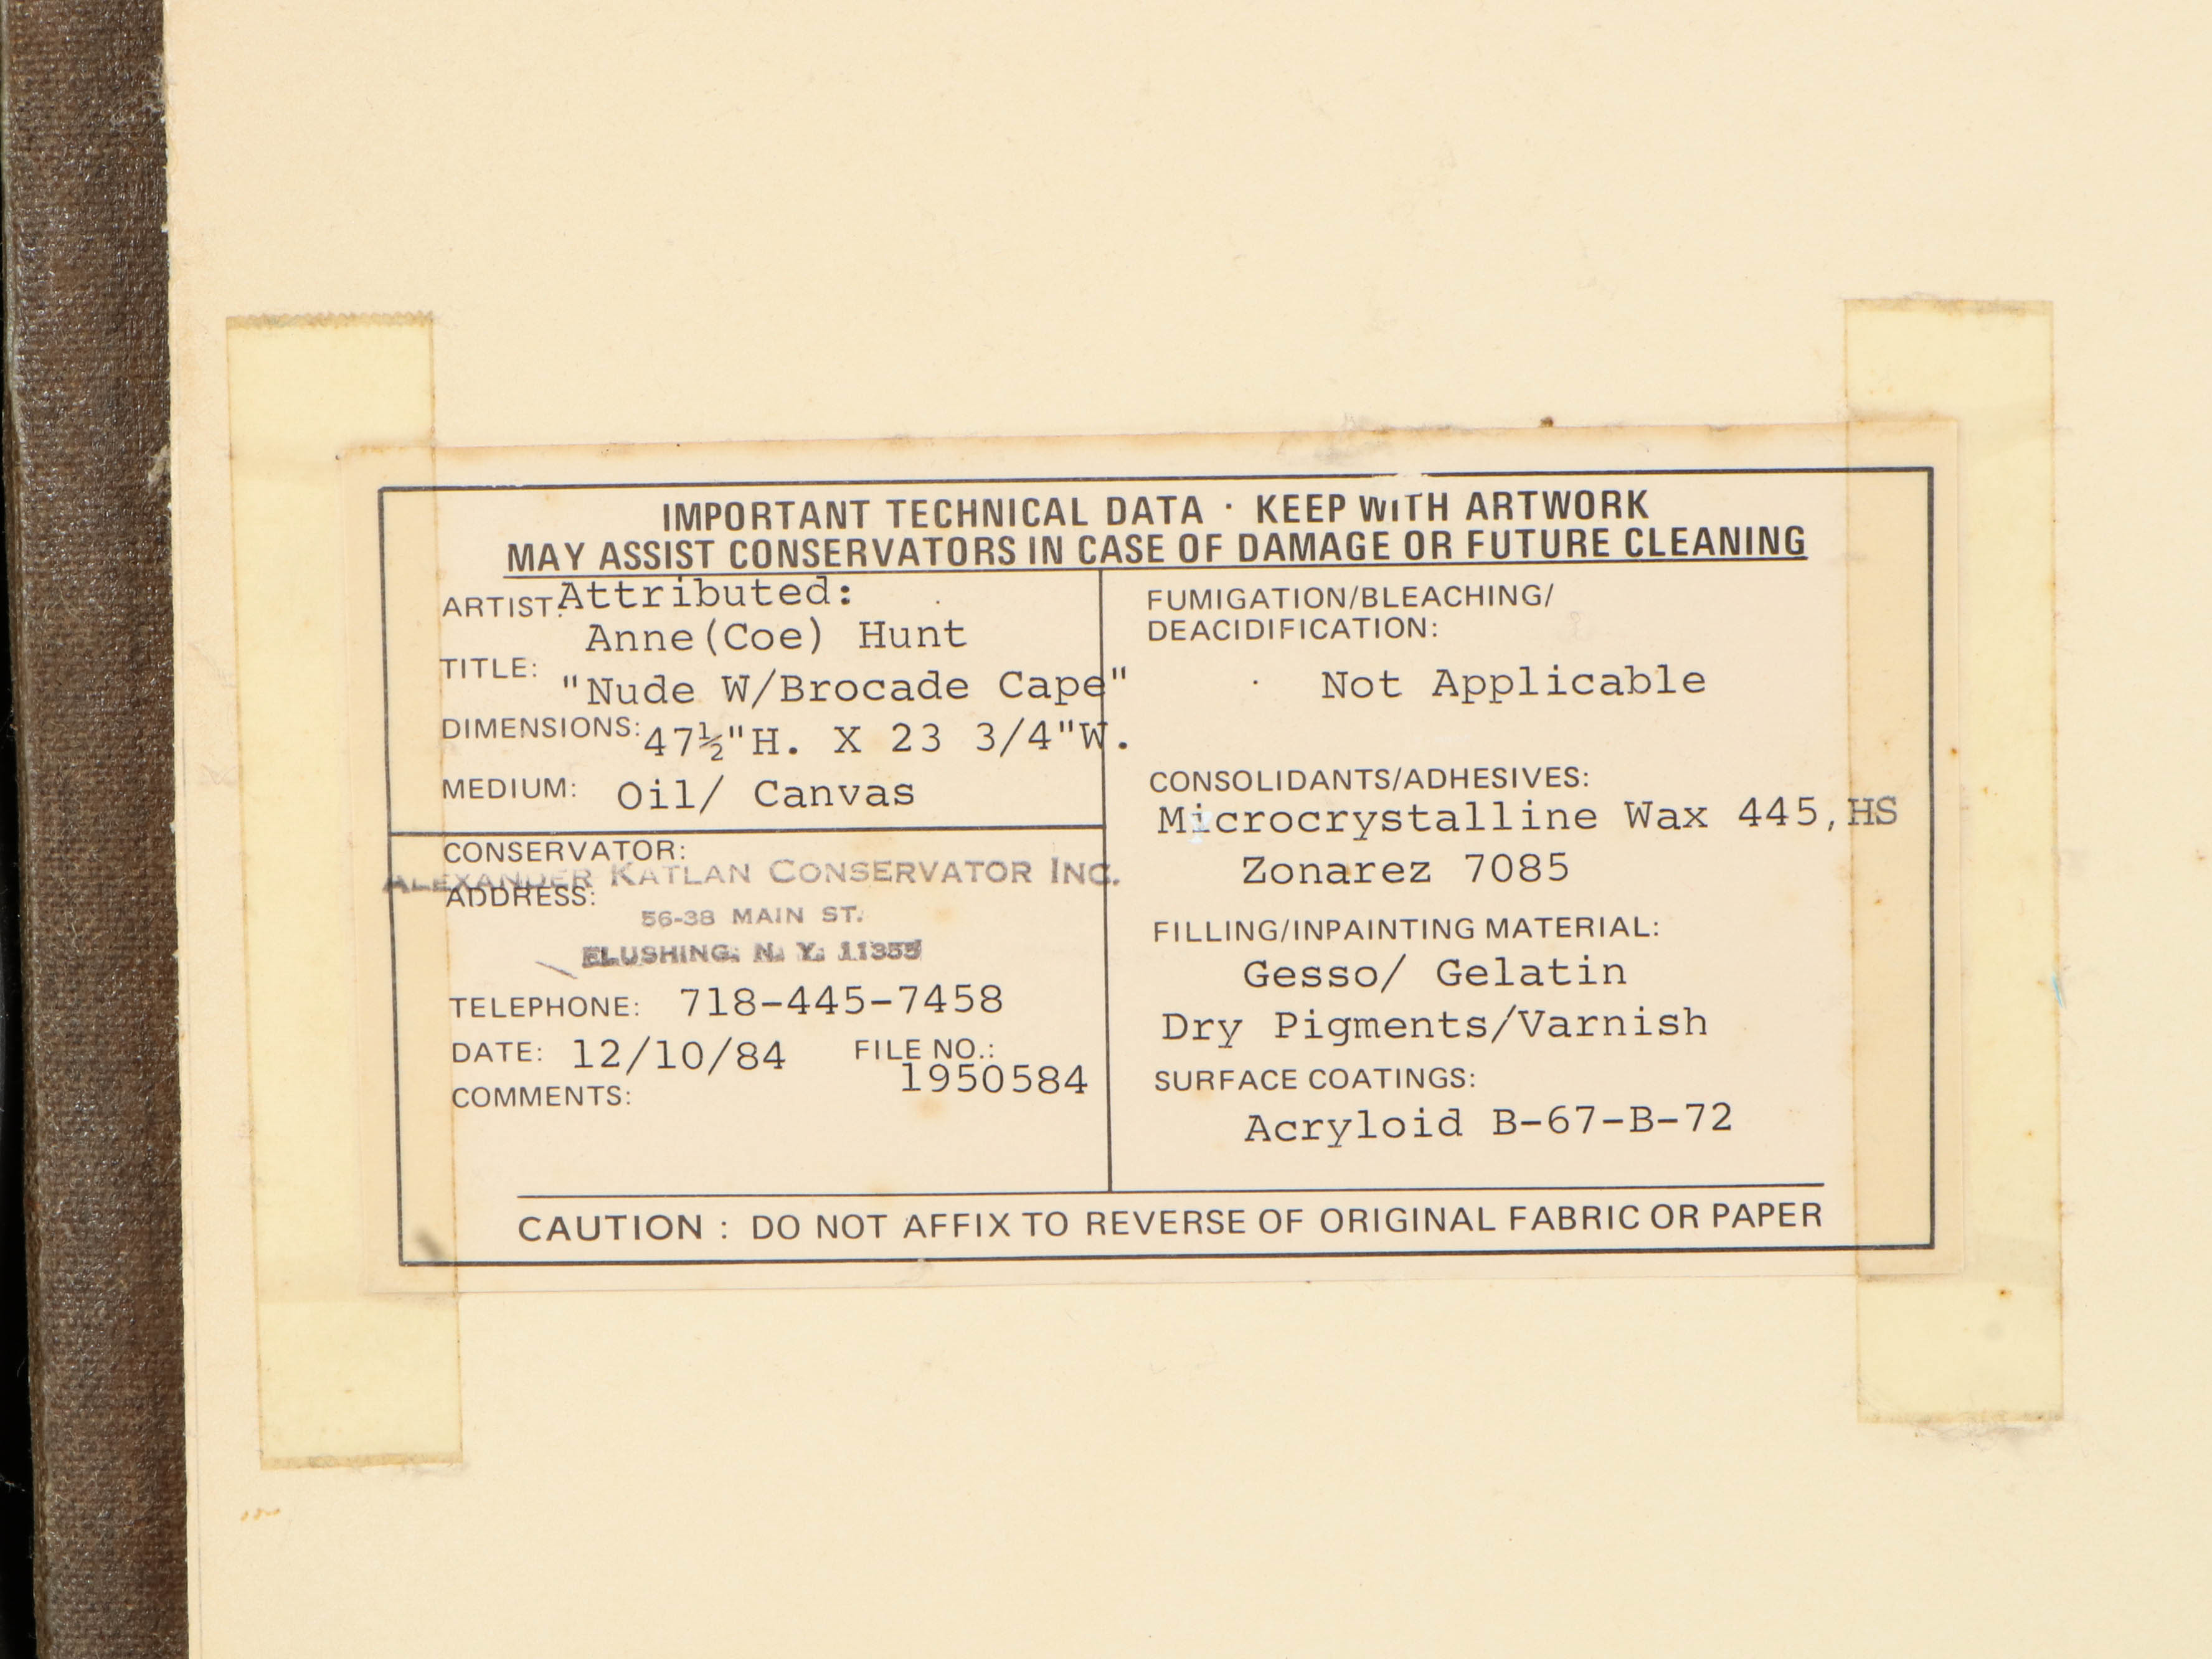 IMPORTANT TECHNICAL DATA · KEEP WITH ARTWORK
MAY ASSIST CONSERVATORS IN CASE OF DAMAGE OR FUTURE CLEANING
ARTIST: Attributed:
Anne(Coe) Hunt
TITLE: "Nude W/Brocade Cape"
DIMENSIONS: 47½"H. X 23 3/4"W.
MEDIUM: Oil/ Canvas
CONSERVATOR:
ALEXANDER KATLAN CONSERVATOR INC.
ADDRESS:
56-38 MAIN ST.
FLUSHING, N. Y. 11355
TELEPHONE: 718-445-7458
DATE: 12/10/84 FILE NO.: 1950584
COMMENTS:
FUMIGATION/BLEACHING/
DEACIDIFICATION:
Not Applicable
CONSOLIDANTS/ADHESIVES:
Microcrystalline Wax 445,HS
Zonarez 7085
FILLING/INPAINTING MATERIAL:
Gesso/ Gelatin
Dry Pigments/Varnish
SURFACE COATINGS:
Acryloid B-67-B-72
CAUTION : DO NOT AFFIX TO REVERSE OF ORIGINAL FABRIC OR PAPER